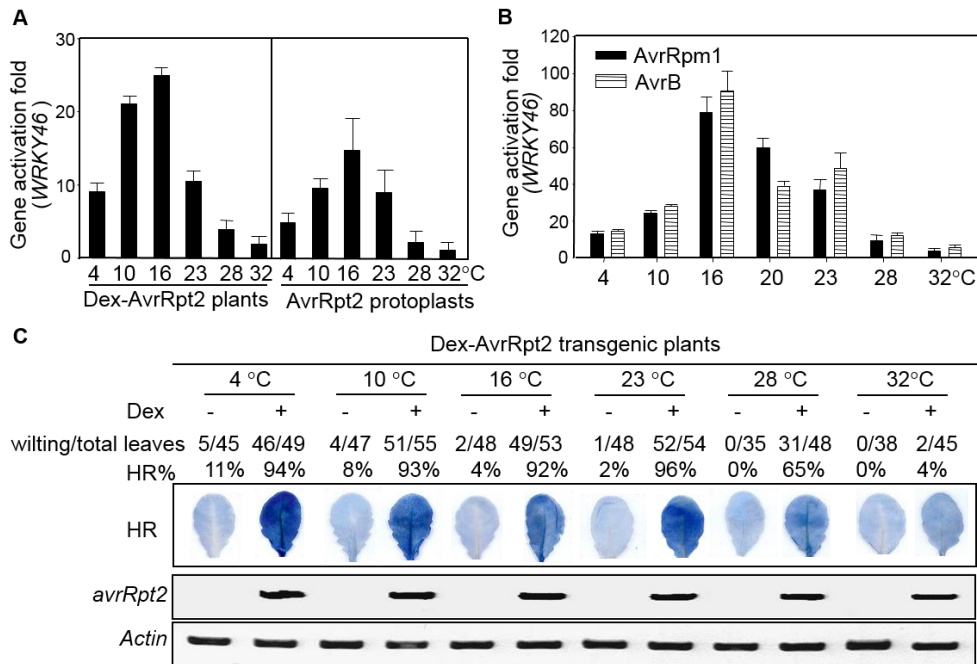 A
Gene activation fold
(WRKY46)
30
20
10
0
4 10 16 23 28 32 4 10 16 23 28 32°C
Dex-AvrRpt2 plants AvrRpt2 protoplasts
B
Gene activation fold
(WRKY46)
120
100
80
60
40
20
0
AvrRpm1
AvrB
4 10 16 20 23 28 32°C
C
Dex-AvrRpt2 transgenic plants
4 °C 10 °C 16 °C 23 °C 28 °C 32°C
Dex - + - + - + - + - + - +
wilting/total leaves 5/45 46/49 4/47 51/55 2/48 49/53 1/48 52/54 0/35 31/48 0/38 2/45
HR% 11% 94% 8% 93% 4% 92% 2% 96% 0% 65% 0% 4%
HR
avrRpt2
Actin